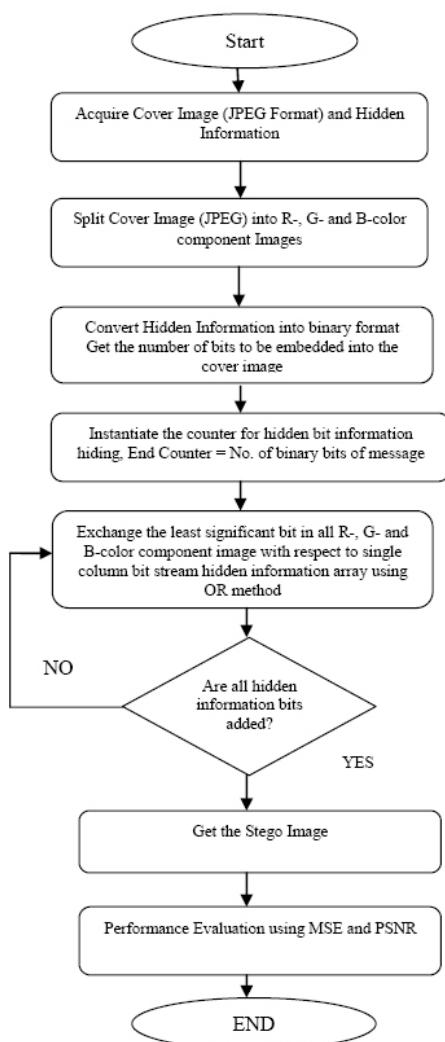 Start
Acquire Cover Image (JPEG Format) and Hidden
Information
Split Cover Image (JPEG) into R-, G- and B-color
component Images
Convert Hidden Information into binary format
Get the number of bits to be embedded into the
cover image
Instantiate the counter for hidden bit information
hiding, End Counter = No. of binary bits of message
Exchange the least significant bit in all R-, G- and
B-color component image with respect to single
column bit stream hidden information array using
OR method
NO
Are all hidden
information bits
added?
YES
Get the Stego Image
Performance Evaluation using MSE and PSNR
END